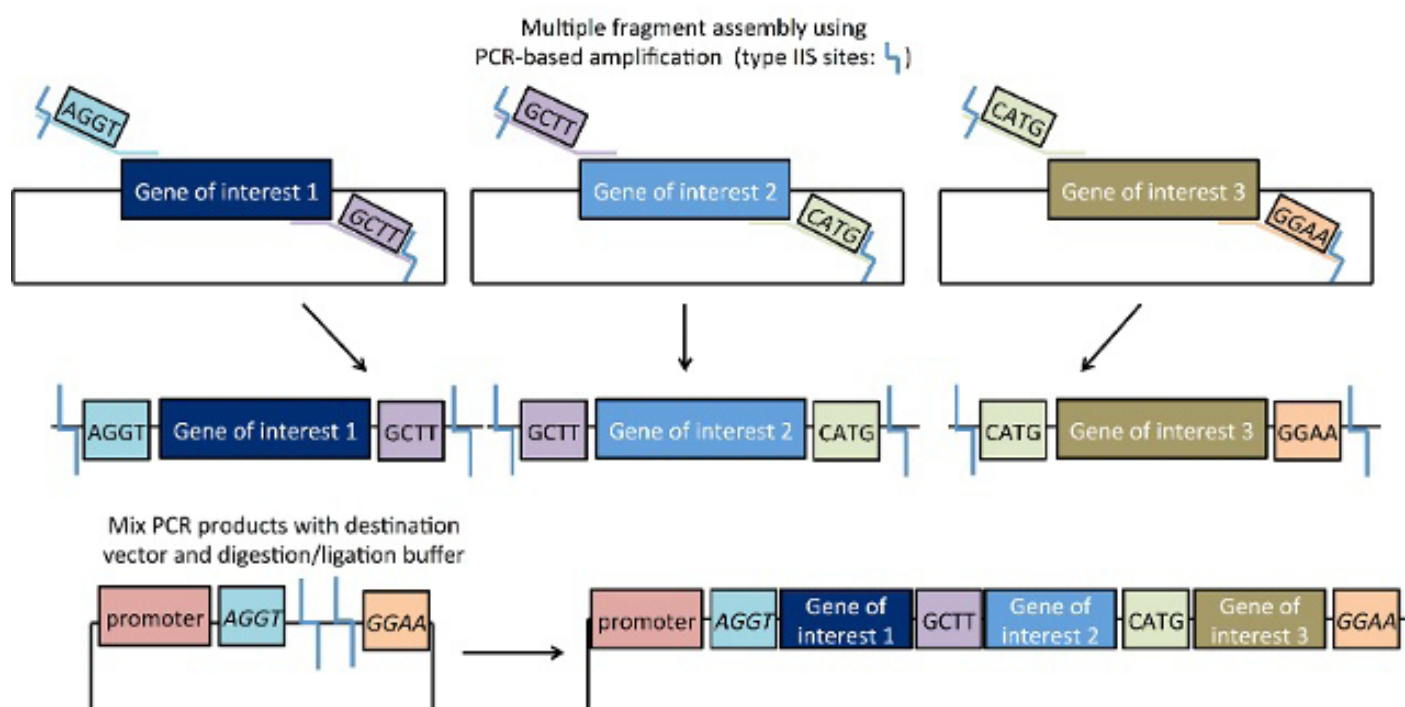 Multiple fragment assembly using
PCR-based amplification (type IIS sites: )
AGGT
GCTT
CATG
Gene of interest 1
Gene of interest 2
Gene of interest 3
GCTT
CATG
GGAA
AGGT
Gene of interest 1
GCTT
GCTT
Gene of interest 2
CATG
CATG
Gene of interest 3
GGAA
Mix PCR products with destination
vector and digestion/ligation buffer
promoter
AGGT
GGAA
promoter
AGGT
Gene of
interest 1
GCTT
Gene of
interest 2
CATG
Gene of
interest 3
GGAA